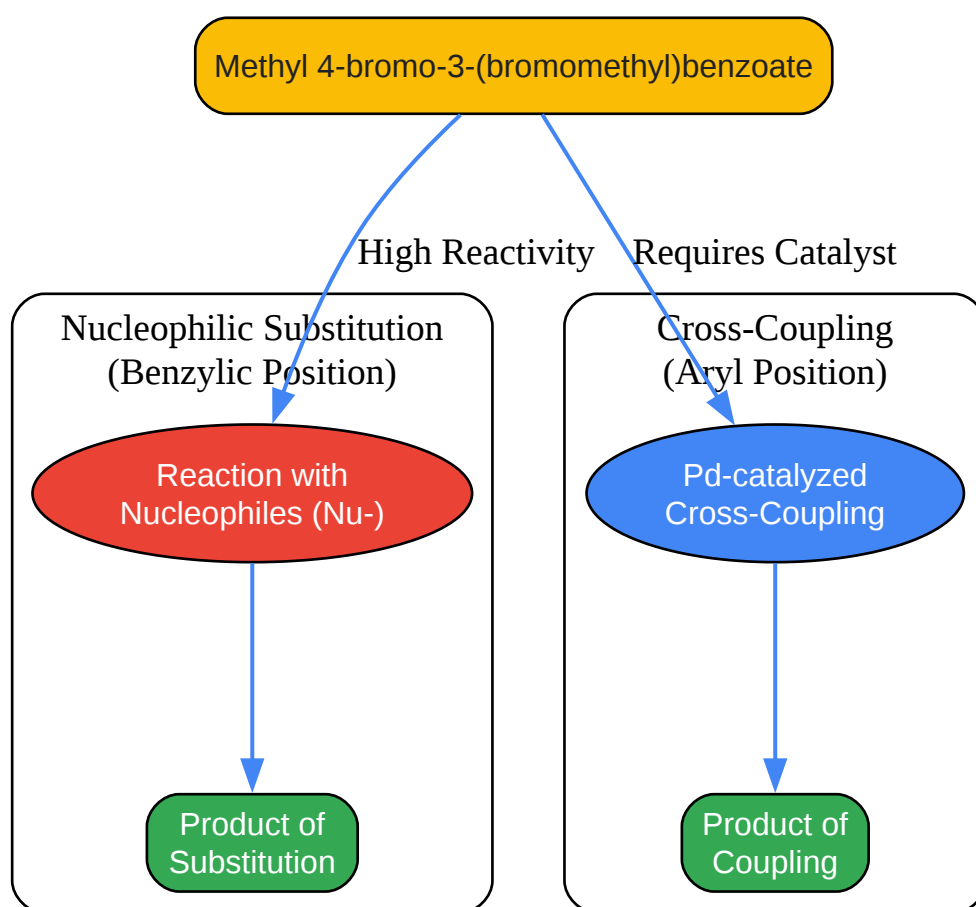 Methyl 4-bromo-3-(bromomethyl)benzoate
High Reactivity
Requires Catalyst
Nucleophilic Substitution
(Benzylic Position)
Cross-Coupling
(Aryl Position)
Reaction with
Nucleophiles (Nu-)
Pd-catalyzed
Cross-Coupling
Product of
Substitution
Product of
Coupling